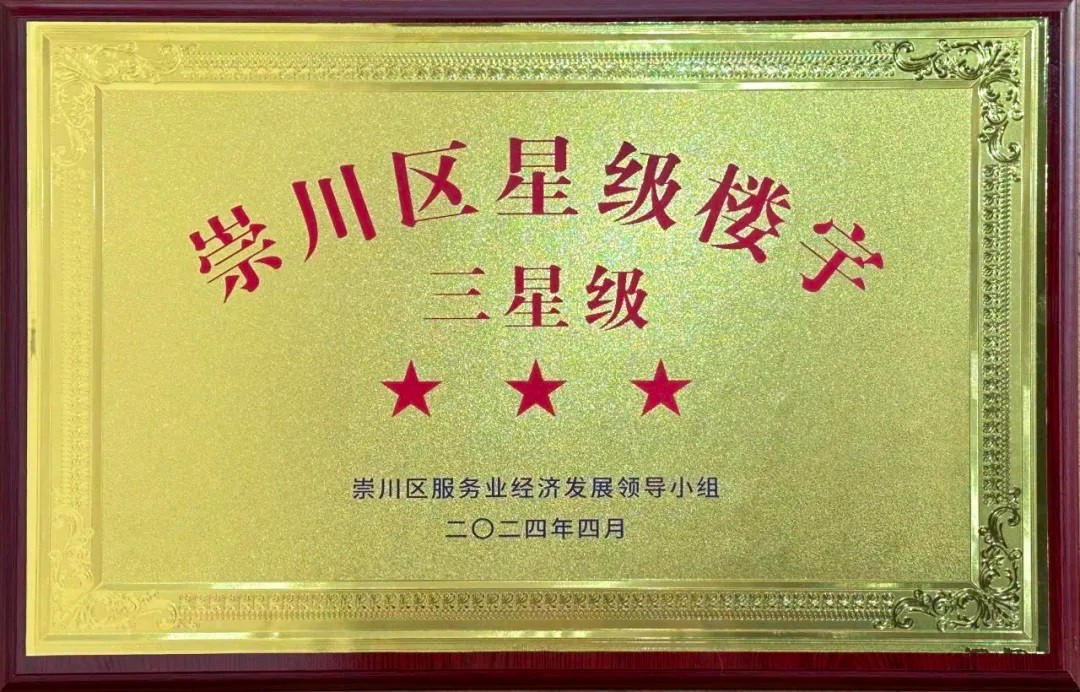 崇川区星级楼宇
三星级
崇川区服务业经济发展领导小组
二〇二四年四月